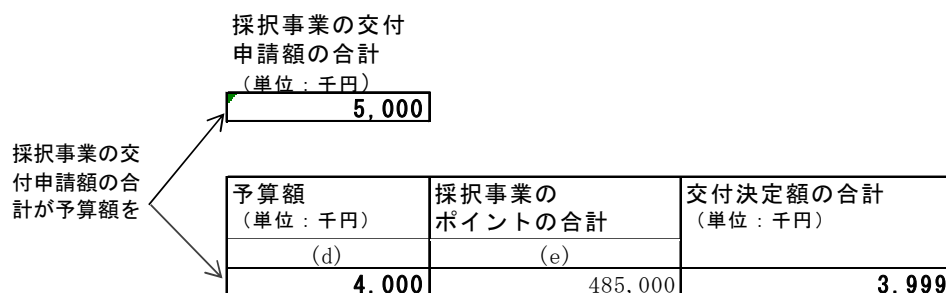 採択事業の交付
申請額の合計
（単位：千円）
5,000
採択事業の交
付申請額の合
計が予算額を
予算額
（単位：千円）
採択事業の
ポイントの合計
交付決定額の合計
（単位：千円）
(d)
(e)
4,000
485,000
3,999